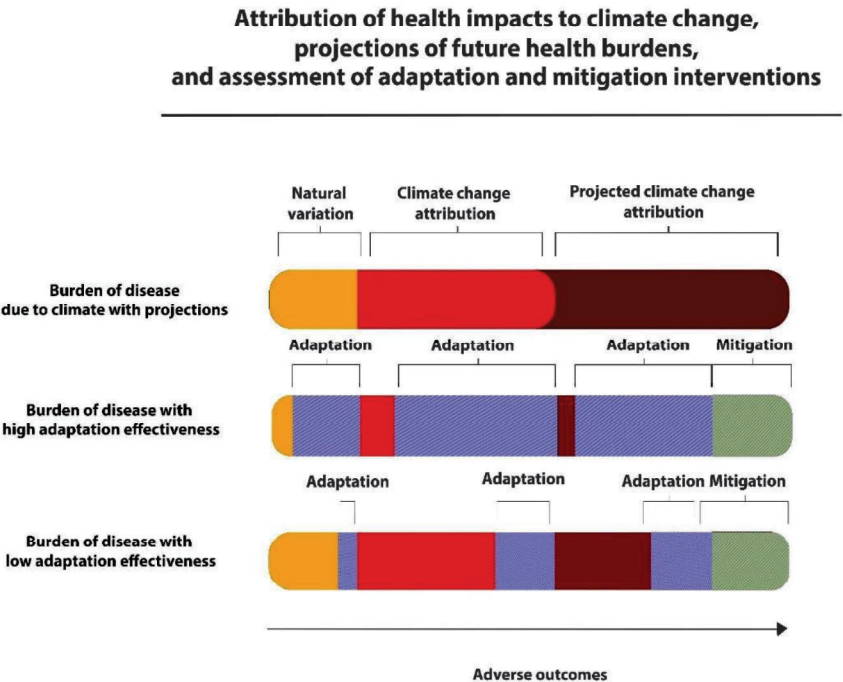 Attribution of health impacts to climate change,
projections of future health burdens,
and assessment of adaptation and mitigation interventions
Natural
variation
Climate change
attribution
Projected climate change
attribution
Burden of disease
due to climate with projections
Adaptation
Adaptation
Adaptation
Mitigation
Burden of disease with
high adaptation effectiveness
Adaptation
Adaptation
Adaptation Mitigation
Burden of disease with
low adaptation effectiveness
Adverse outcomes